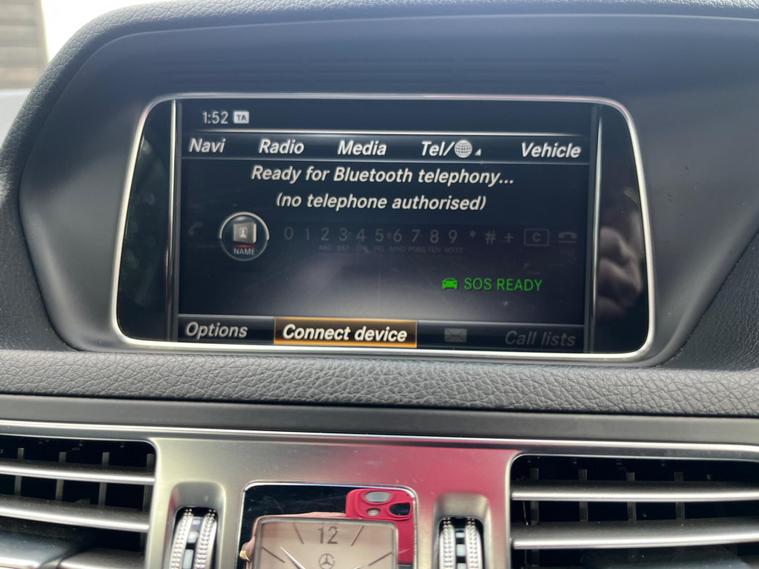 1:52 TA
Navi Radio Media Tel/ Vehicle
Ready for Bluetooth telephony...
(no telephone authorised)
NAME
0 1 2 3 4 5 6 7 8 9 * # + C
SOS READY
Options Connect device Call lists
12